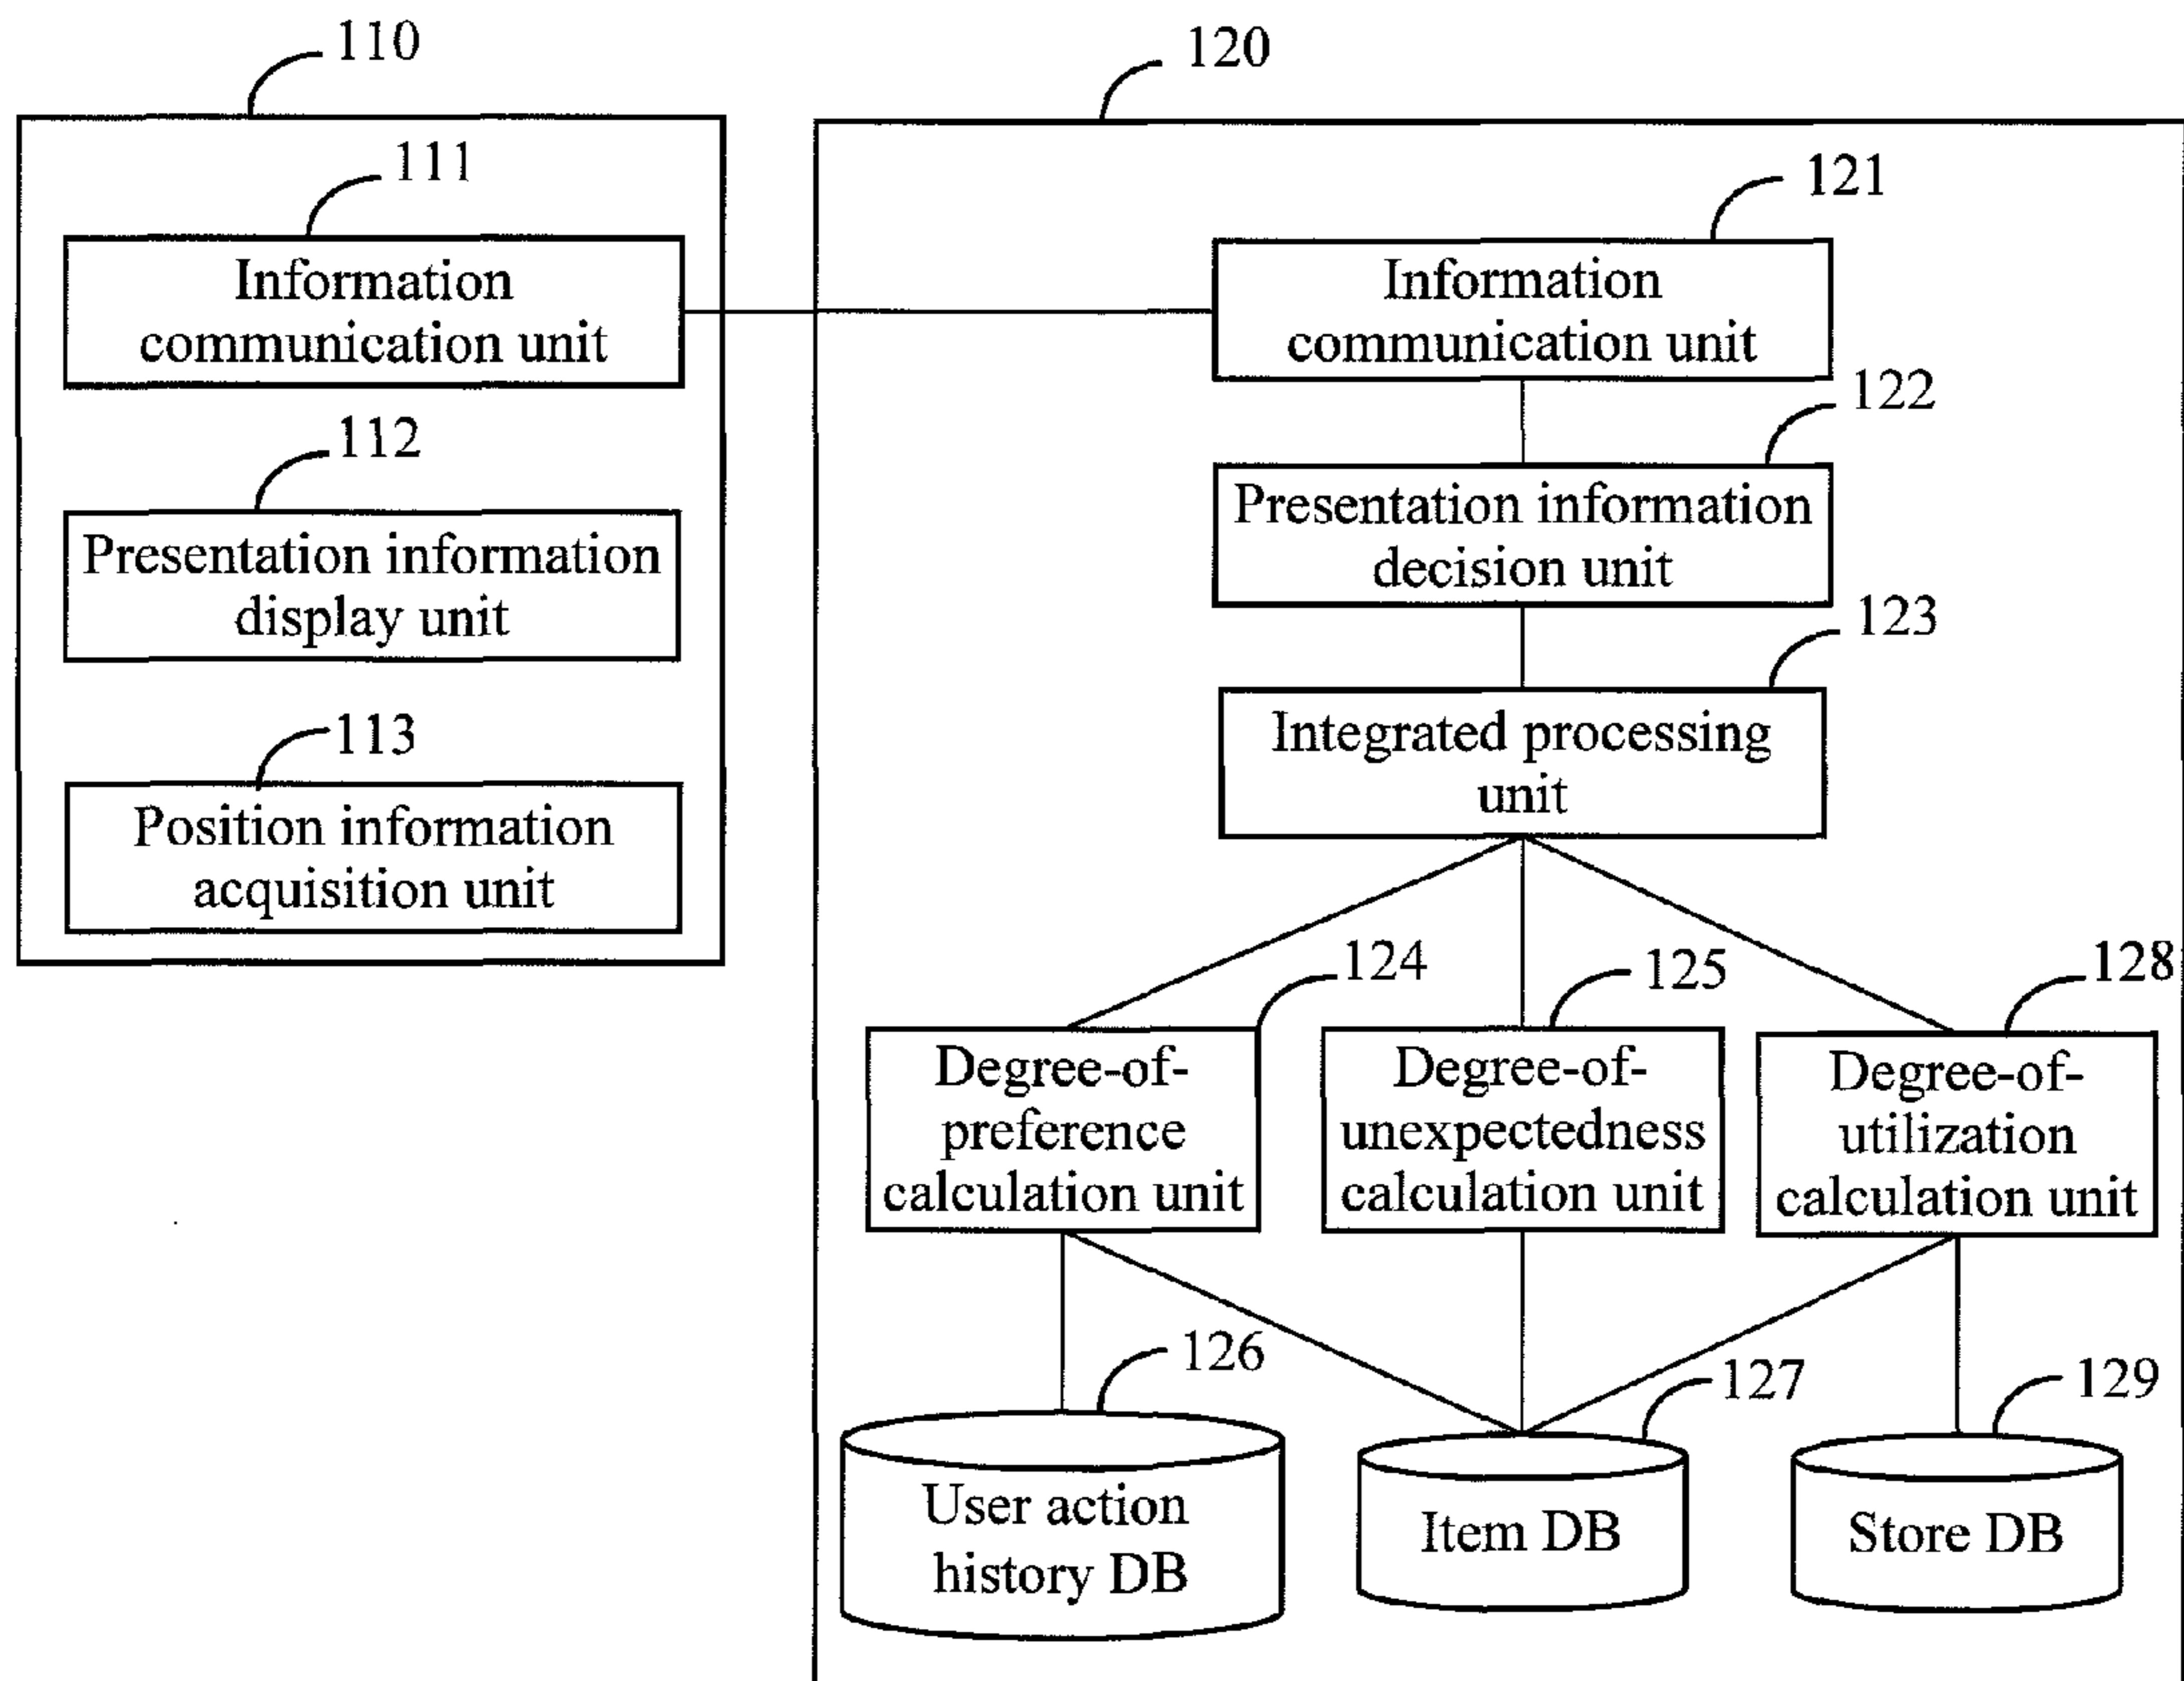 110
120
111
Information
communication unit
112
Presentation information
display unit
113
Position information
acquisition unit
121
Information
communication unit
122
Presentation information
decision unit
123
Integrated processing
unit
124
Degree-of-
preference
calculation unit
125
Degree-of-
unexpectedness
calculation unit
128
Degree-of-
utilization
calculation unit
126
User action
history DB
127
Item DB
129
Store DB